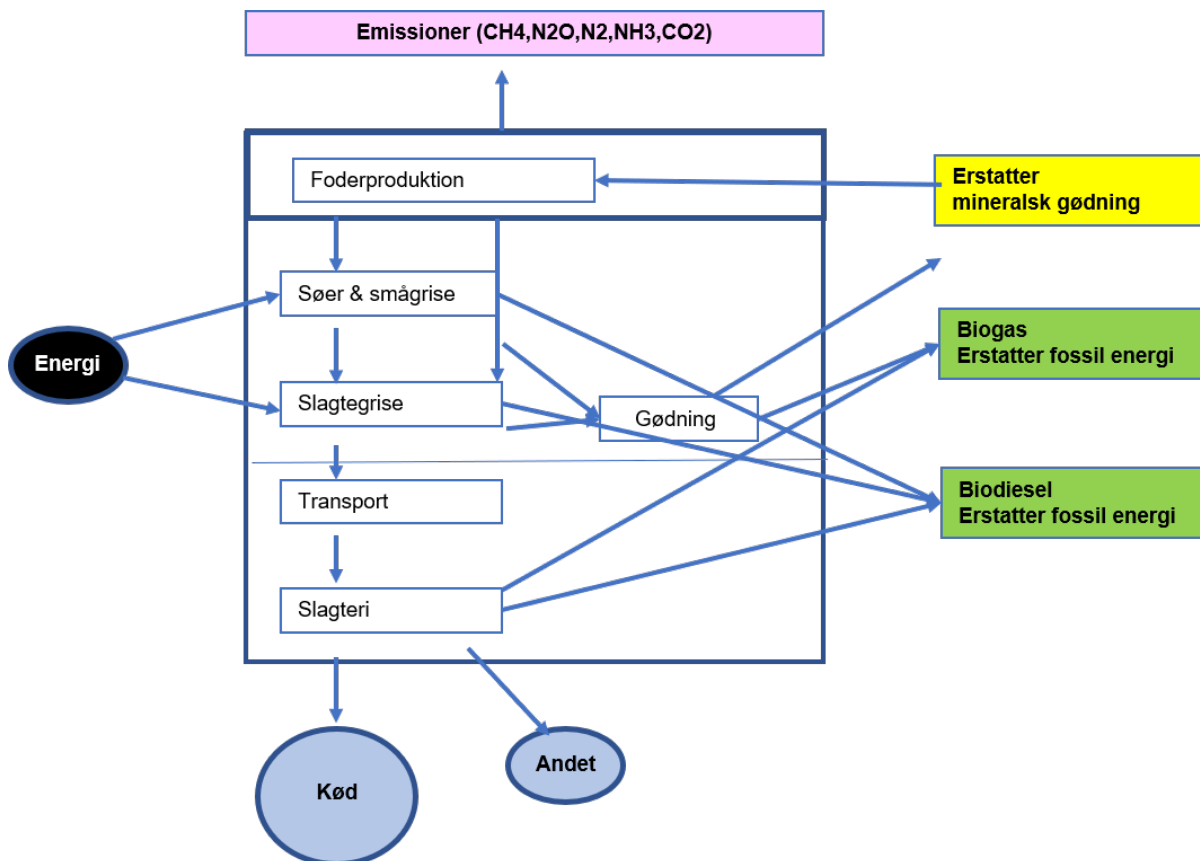 Emissioner (CH4,N2O,N2,NH3,CO2)
Foderproduktion
Erstatter
mineralsk gødning
Søer & smågrise
Energi
Biogas
Erstatter fossil energi
Slagtegrise
Gødning
Transport
Biodiesel
Erstatter fossil energi
Slagteri
Kød
Andet